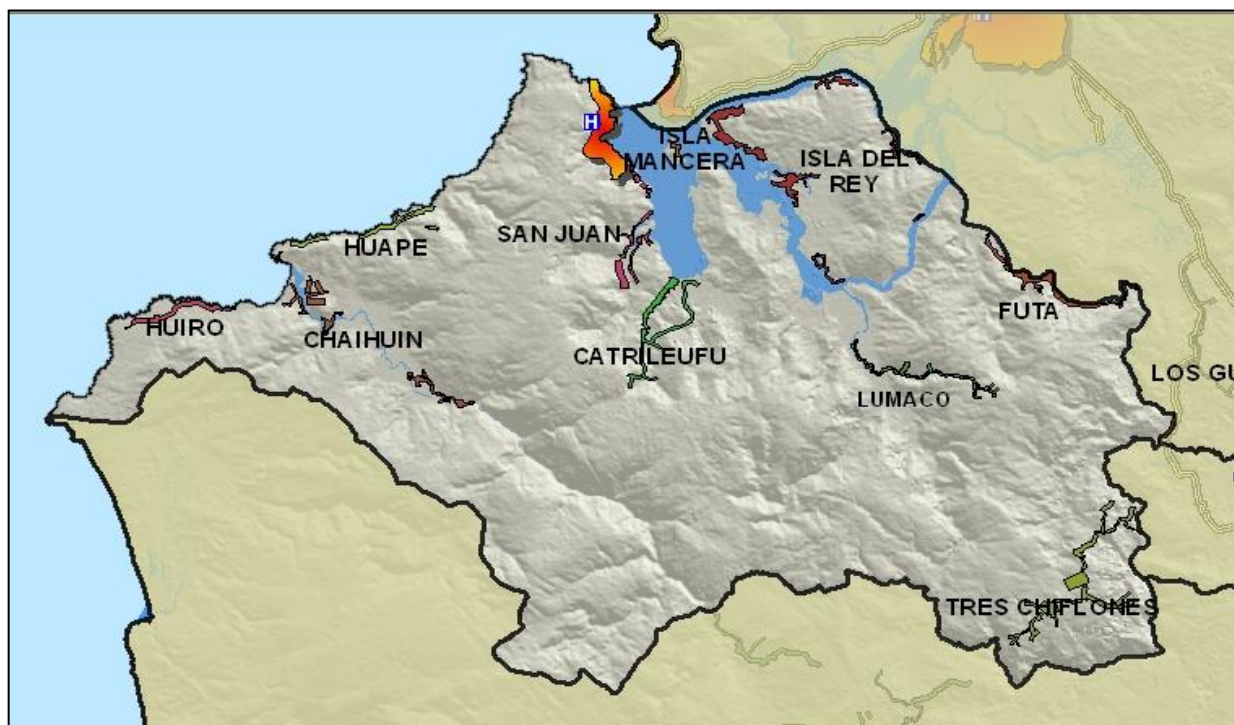 H
H
ISLA
MANCERA
ISLA DEL
REY
SAN JUAN
HUAPE
HUIRO
CHAIHUIN
FUTA
CATRILEUFU
LOS GU
LUMACO
TRES CHIFLONES